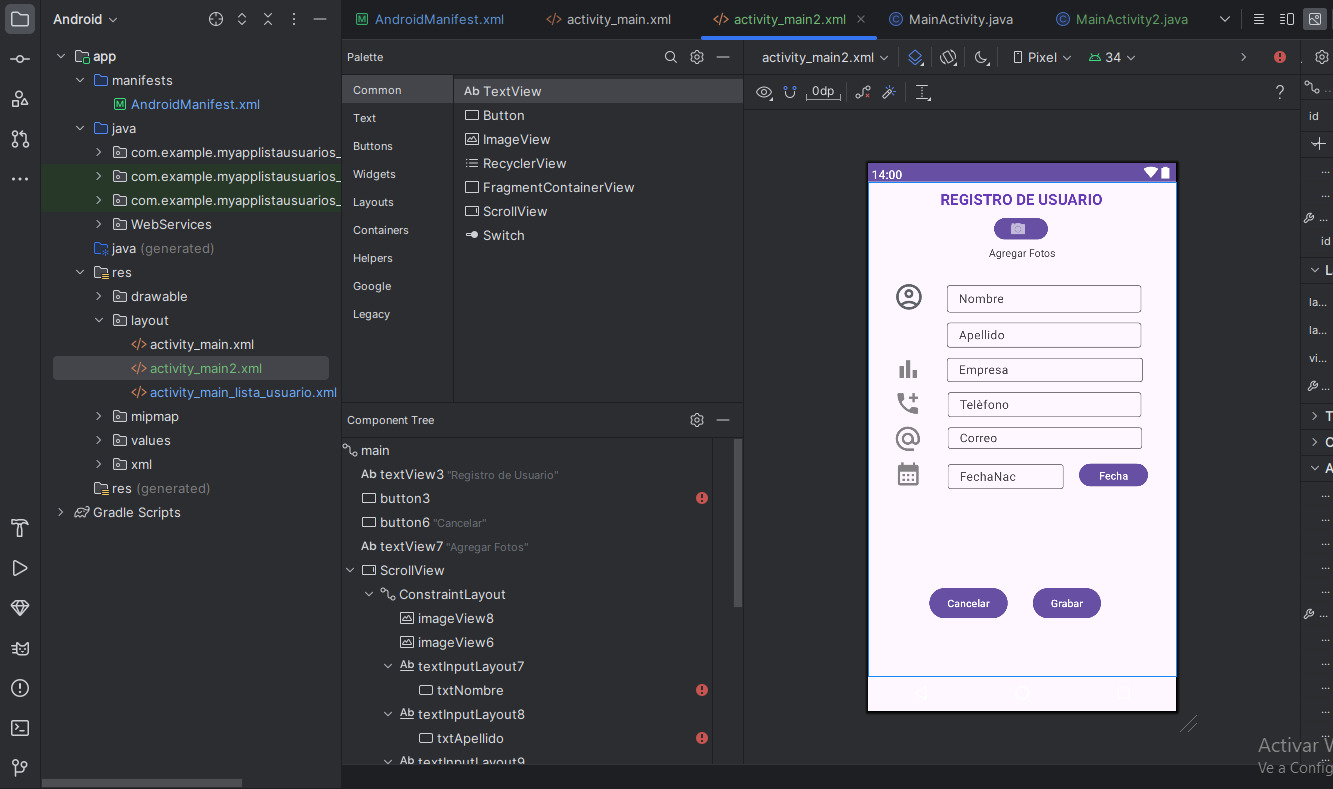 Android
AndroidManifest.xml
activity_main.xml
activity_main2.xml
MainActivity.java
MainActivity2.java
app
manifests
AndroidManifest.xml
java
com.example.myapplistausuarios_
com.example.myapplistausuarios_
com.example.myapplistausuarios_
WebServices
java (generated)
res
drawable
layout
activity_main.xml
activity_main2.xml
activity_main_lista_usuario.xml
mipmap
values
xml
res (generated)
Gradle Scripts
Palette
Common
Text
Buttons
Widgets
Layouts
Containers
Helpers
Google
Legacy
Ab TextView
Button
ImageView
RecyclerView
FragmentContainerView
ScrollView
Switch
Component Tree
main
Ab textView3 "Registro de Usuario"
button3
button6 "Cancelar"
Ab textView7 "Agregar Fotos"
ScrollView
ConstraintLayout
imageView8
imageView6
Ab textInputLayout7
txtNombre
Ab textInputLayout8
txtApellido
Ab textInputLayout9
activity_main2.xml
Pixel
34
0dp
?
14:00
REGISTRO DE USUARIO
Agregar Fotos
Nombre
Apellido
Empresa
Telèfono
Correo
FechaNac
Fecha
Cancelar
Grabar
id
...
...
...
id
L
la...
la...
vi...
...
T
C
A
...
...
...
...
...
...
...
...
...
...
Activar W
Ve a Config